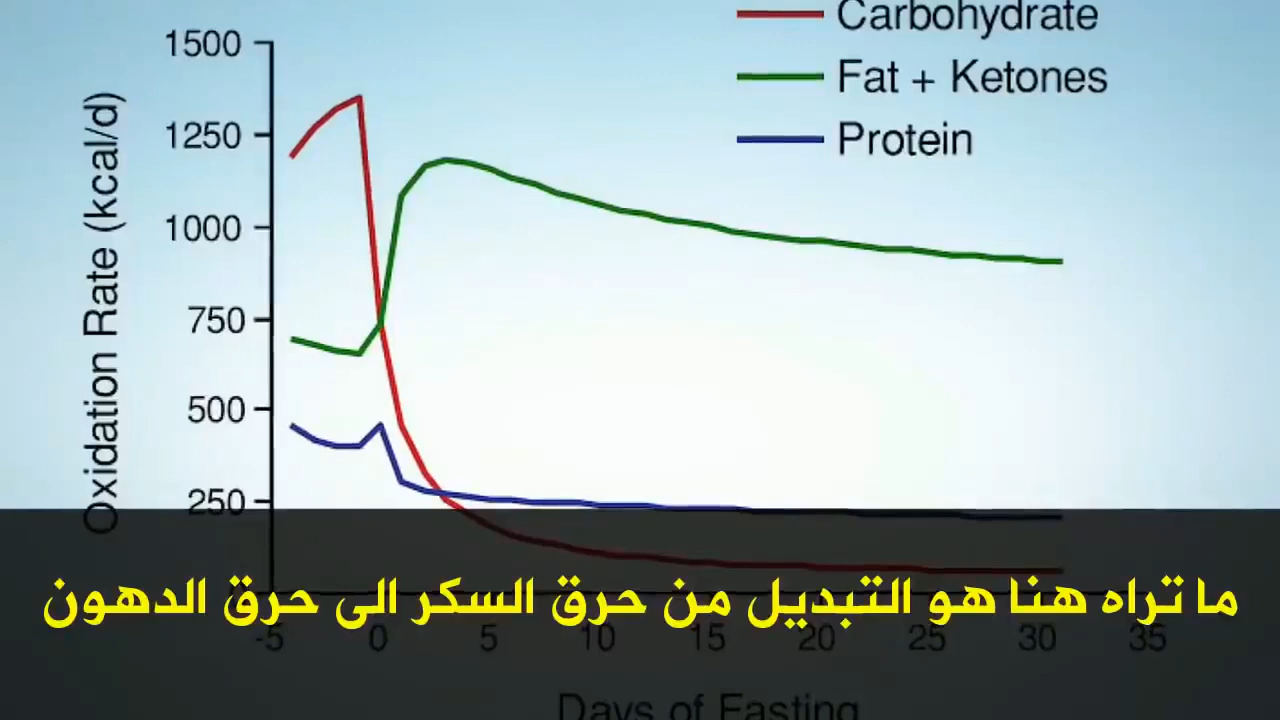 Carbohydrate
Fat + Ketones
Protein
Oxidation Rate (kcal/d)
1500
1250
1000
750
500
250
ما تراه هنا هو التبديل من حرق السكر الى حرق الدهون
-5 0 5 10 15 20 25 30 35
Days of Fasting